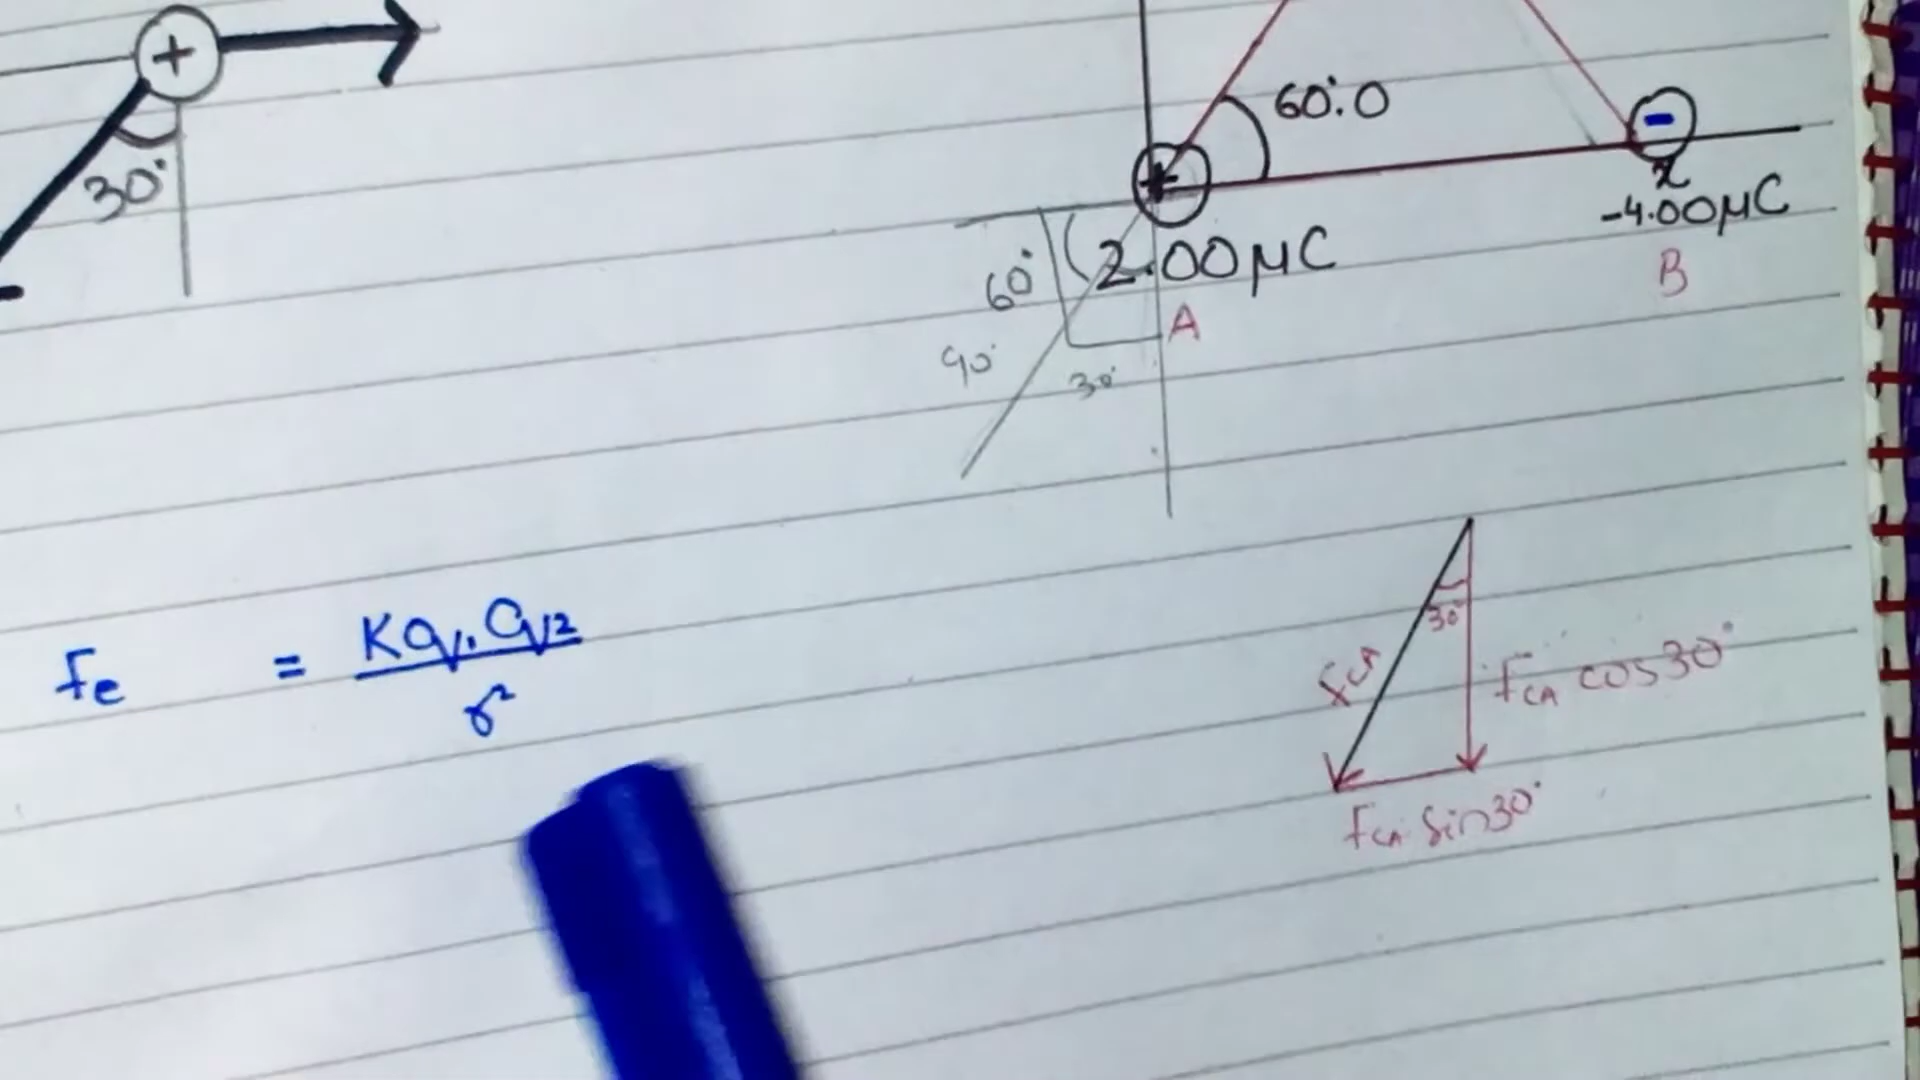 +
30°
60.0
+
-
x
-4.00μC
B
2.00μC
A
60°
90°
30°
Fe = Kq1.q2
r²
30°
FCA
FCA cos30°
FCA sin30°